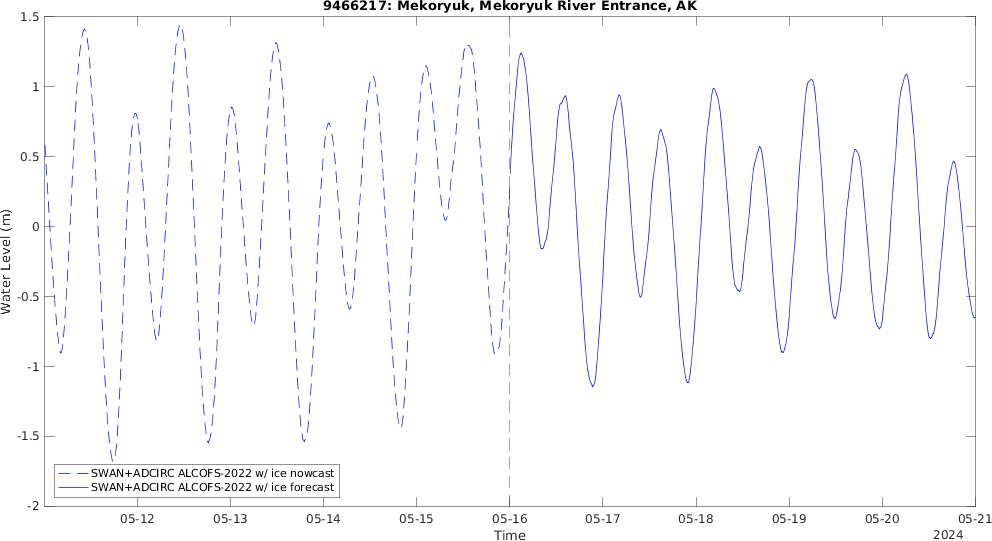 9466217: Mekoryuk, Mekoryuk River Entrance, AK
1.5
1
0.5
0
-0.5
-1
-1.5
-2
Water Level (m)
SWAN+ADCIRC ALCOFS-2022 w/ ice nowcast
SWAN+ADCIRC ALCOFS-2022 w/ ice forecast
05-12 05-13 05-14 05-15 05-16 05-17 05-18 05-19 05-20 05-21
Time
2024